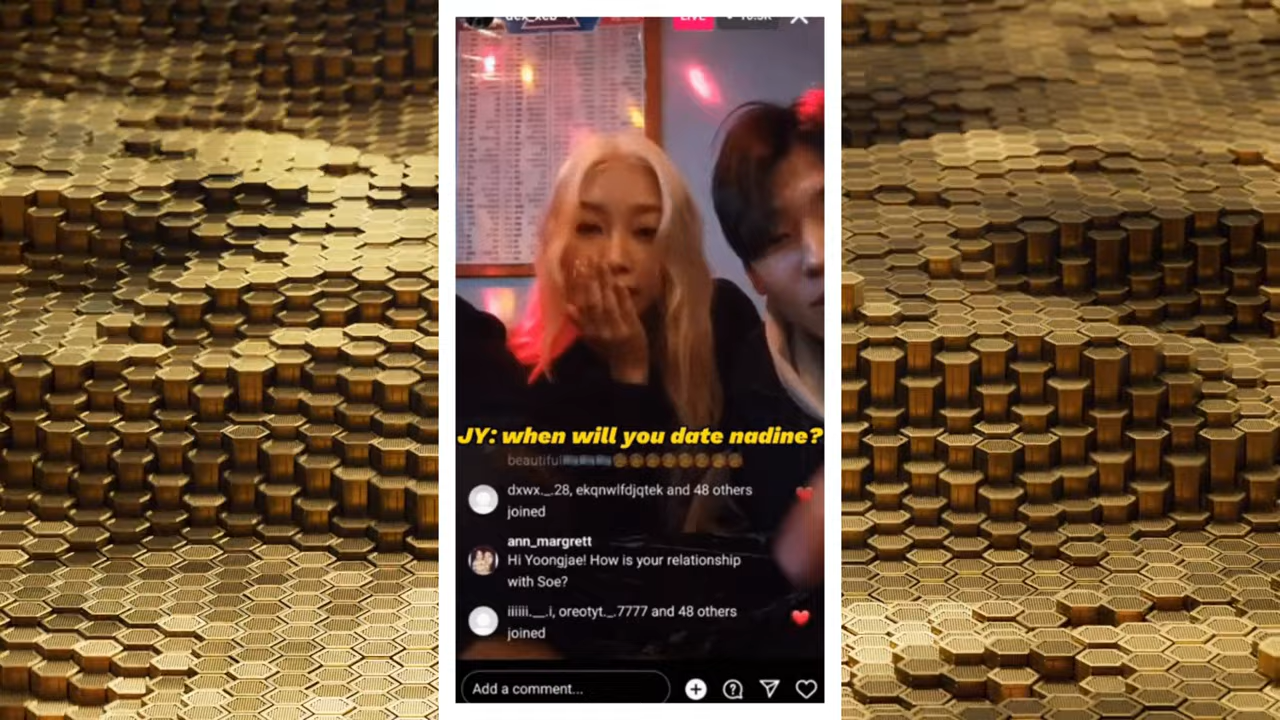 LIVE
JY: when will you date nadine?
beautiful
dxwx._.28, ekqnwlfdjqtek and 48 others
joined
ann_margrett
Hi Yoongjae! How is your relationship
with Soe?
iiiiiii.__.i, oreotyt._.7777 and 48 others
joined
Add a comment...